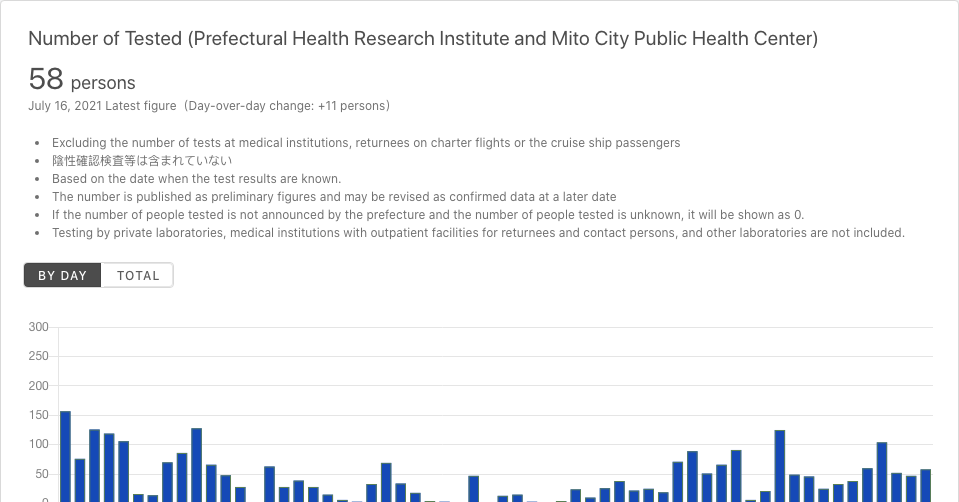 Number of Tested (Prefectural Health Research Institute and Mito City Public Health Center)
58 persons
July 16, 2021 Latest figure（Day-over-day change: +11 persons）
Excluding the number of tests at medical institutions, returnees on charter flights or the cruise ship passengers
陰性確認検査等は含まれていない
Based on the date when the test results are known.
The number is published as preliminary figures and may be revised as confirmed data at a later date
If the number of people tested is not announced by the prefecture and the number of people tested is unknown, it will be shown as 0.
Testing by private laboratories, medical institutions with outpatient facilities for returnees and contact persons, and other laboratories are not included.
BY DAY TOTAL
300
250
200
150
100
50
0